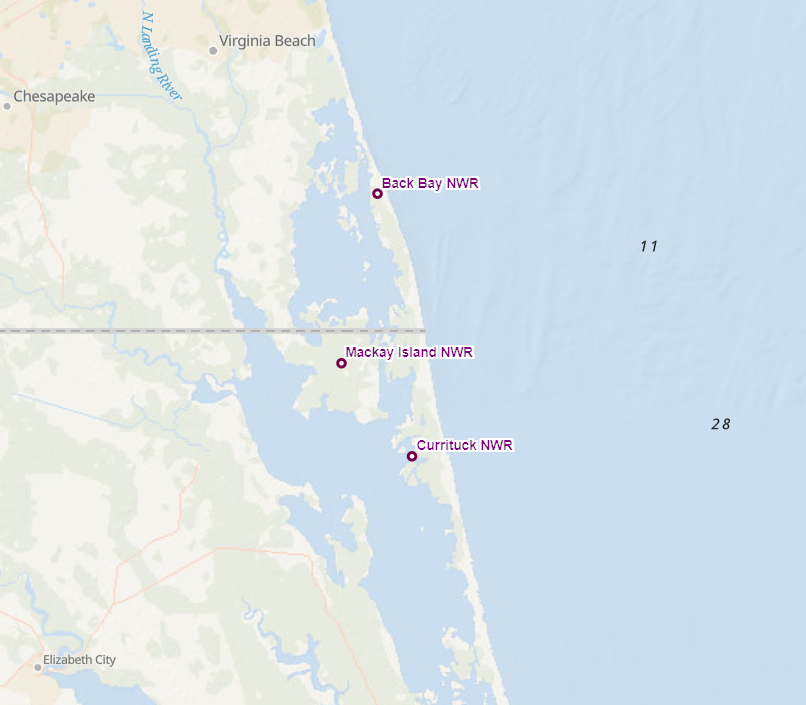 N Landing River
Virginia Beach
Chesapeake
Back Bay NWR
11
Mackay Island NWR
28
Currituck NWR
Elizabeth City